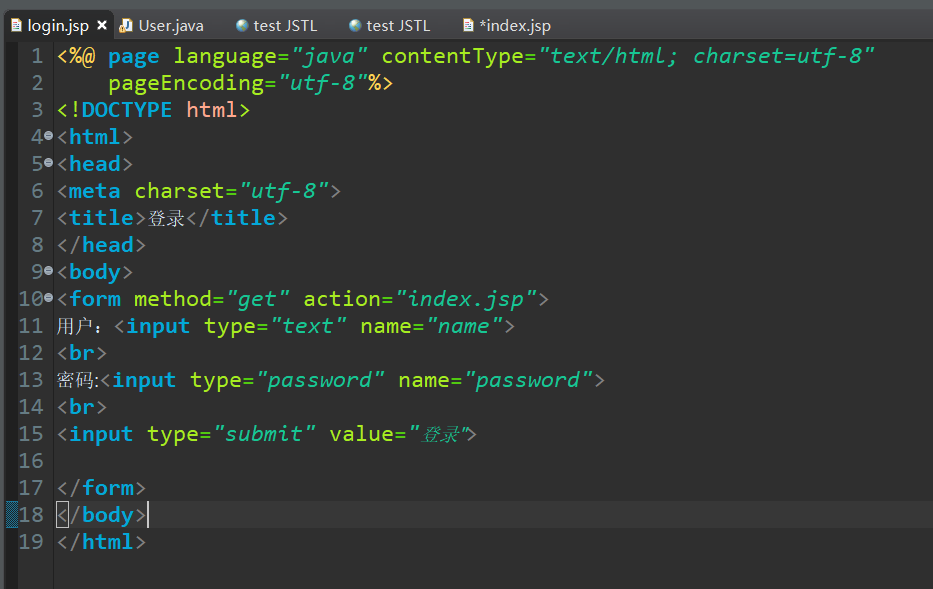 login.jsp User.java test JSTL test JSTL *index.jsp
1 <%@ page language="java" contentType="text/html; charset=utf-8"
2     pageEncoding="utf-8"%>
3 <!DOCTYPE html>
4 <html>
5 <head>
6 <meta charset="utf-8">
7 <title>登录</title>
8 </head>
9 <body>
10 <form method="get" action="index.jsp">
11 用户：<input type="text" name="name">
12 <br>
13 密码:<input type="password" name="password">
14 <br>
15 <input type="submit" value="登录">
16
17 </form>
18 </body>
19 </html>